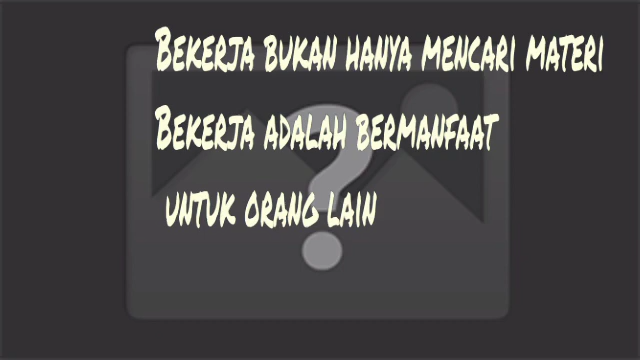 Bekerja bukan hanya mencari materi
Bekerja adalah bermanfaat
untuk orang lain
?